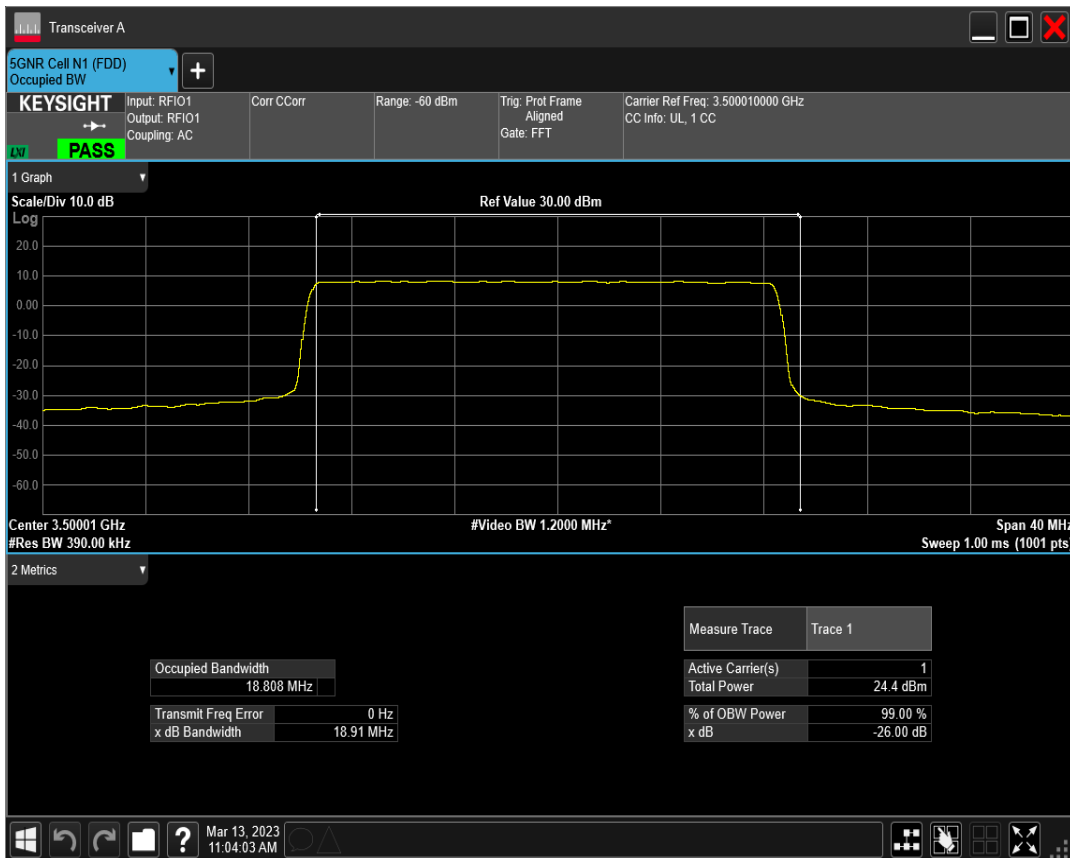 Transceiver A
5GNR Cell N1 (FDD)
Occupied BW
+
KEYSIGHT
LXI
PASS
Input: RFIO1
Output: RFIO1
Coupling: AC
Corr CCorr
Range: -60 dBm
Trig: Prot Frame
Aligned
Gate: FFT
Carrier Ref Freq: 3.500010000 GHz
CC Info: UL, 1 CC
1 Graph
Scale/Div 10.0 dB
Ref Value 30.00 dBm
Log
20.0
10.0
0.00
-10.0
-20.0
-30.0
-40.0
-50.0
-60.0
Center 3.50001 GHz
#Video BW 1.2000 MHz*
Span 40 MHz
#Res BW 390.00 kHz
Sweep 1.00 ms (1001 pts)
2 Metrics
Measure Trace Trace 1
Occupied Bandwidth
18.808 MHz
Active Carrier(s) 1
Total Power 24.4 dBm
Transmit Freq Error 0 Hz
x dB Bandwidth 18.91 MHz
% of OBW Power 99.00 %
x dB -26.00 dB
?
Mar 13, 2023
11:04:03 AM